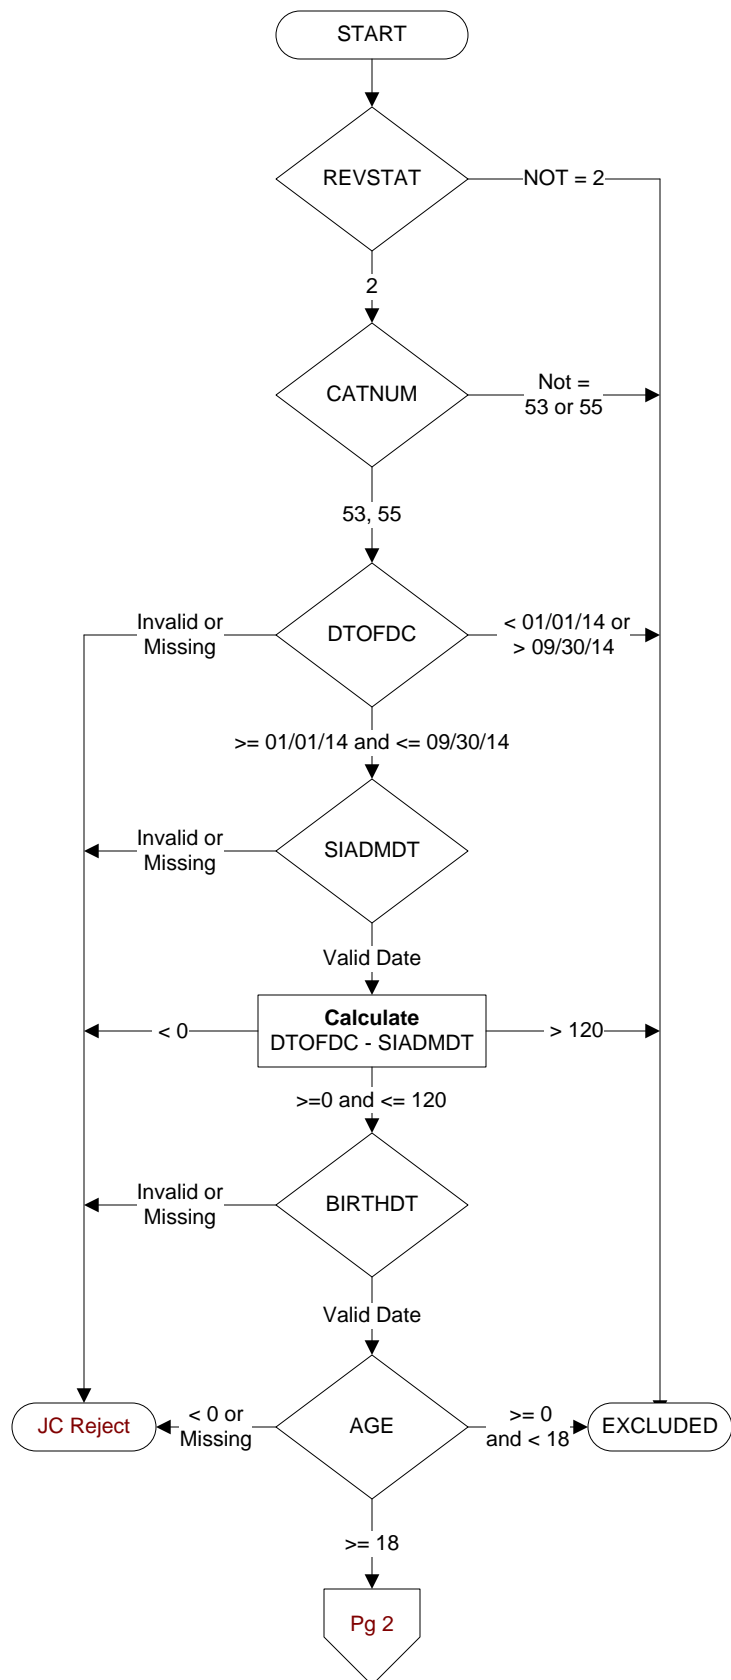 START
REVSTAT
NOT = 2
2
CATNUM
Not =
53 or 55
53, 55
Invalid or
Missing
DTOFDC
< 01/01/14 or
> 09/30/14
>= 01/01/14 and <= 09/30/14
Invalid or
Missing
SIADMDT
Valid Date
< 0
Calculate
DTOFDC - SIADMDT
> 120
>=0 and <= 120
Invalid or
Missing
BIRTHDT
Valid Date
JC Reject
< 0 or
Missing
AGE
>= 0
and < 18
EXCLUDED
>= 18
Pg 2